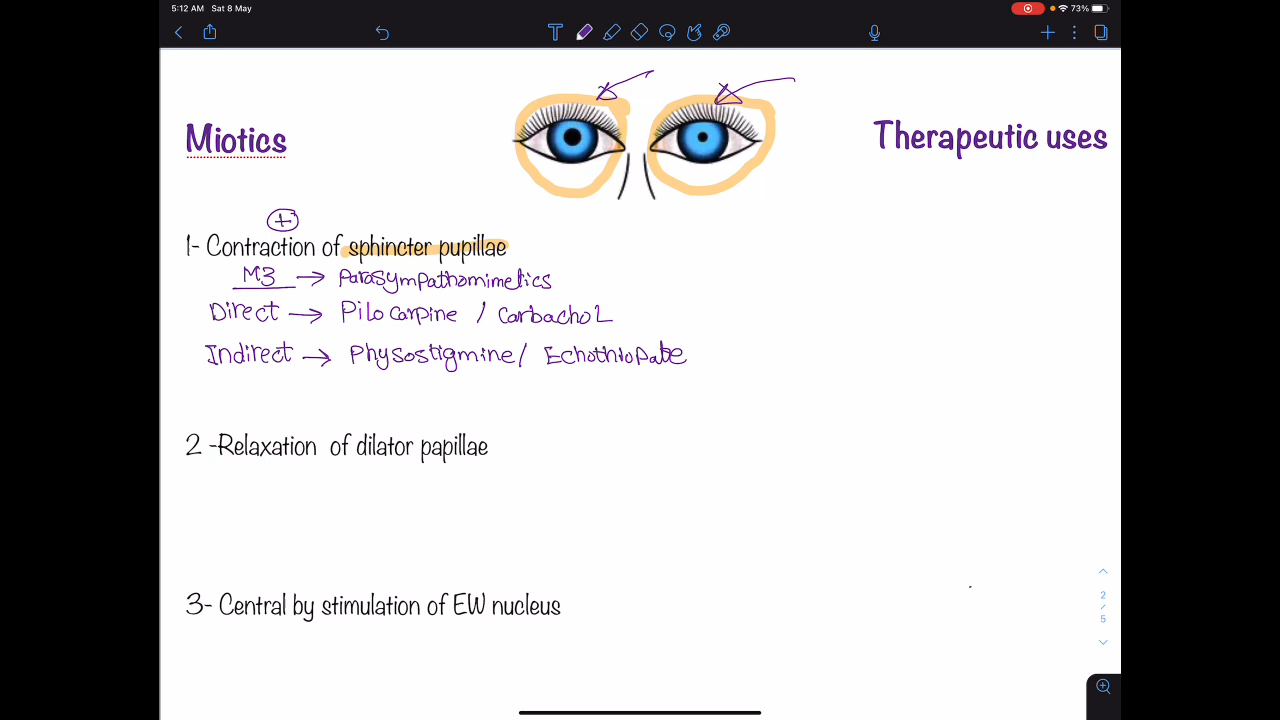 5:12 AM Sat 8 May
73%
Miotics
Therapeutic uses
+
1- Contraction of sphincter pupillae
M3 → Parasympathomimetics
Direct → Pilocarpine / Carbachol
Indirect → Physostigmine / Echothiopate
2 -Relaxation of dilator papillae
3- Central by stimulation of EW nucleus
2
/
5